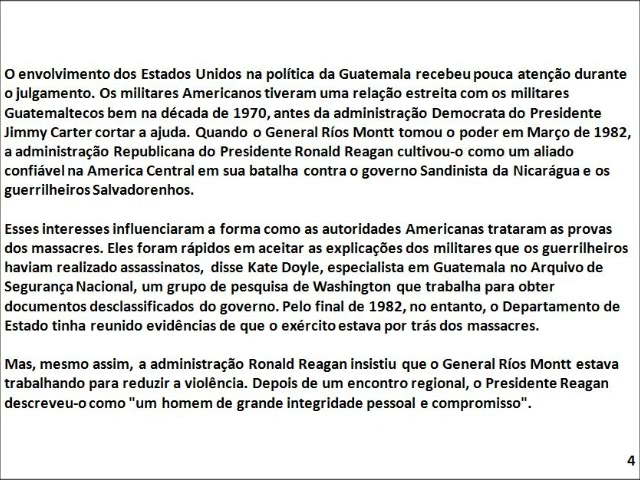 O envolvimento dos Estados Unidos na política da Guatemala recebeu pouca atenção durante
o julgamento. Os militares Americanos tiveram uma relação estreita com os militares
Guatemaltecos bem na década de 1970, antes da administração Democrata do Presidente
Jimmy Carter cortar a ajuda. Quando o General Ríos Montt tomou o poder em Março de 1982,
a administração Republicana do Presidente Ronald Reagan cultivou-o como um aliado
confiável na America Central em sua batalha contra o governo Sandinista da Nicarágua e os
guerrilheiros Salvadorenhos.
Esses interesses influenciaram a forma como as autoridades Americanas trataram as provas
dos massacres. Eles foram rápidos em aceitar as explicações dos militares que os guerrilheiros
haviam realizado assassinatos, disse Kate Doyle, especialista em Guatemala no Arquivo de
Segurança Nacional, um grupo de pesquisa de Washington que trabalha para obter
documentos desclassificados do governo. Pelo final de 1982, no entanto, o Departamento de
Estado tinha reunido evidências de que o exército estava por trás dos massacres.
Mas, mesmo assim, a administração Ronald Reagan insistiu que o General Ríos Montt estava
trabalhando para reduzir a violência. Depois de um encontro regional, o Presidente Reagan
descreveu-o como "um homem de grande integridade pessoal e compromisso".
4